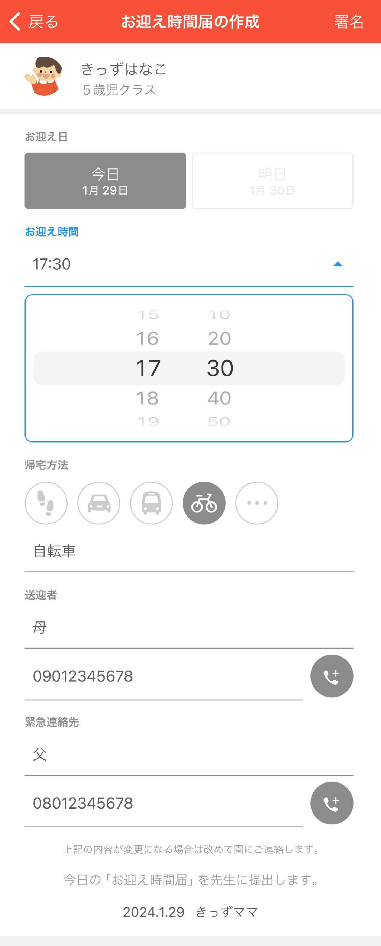 戻る お迎え時間届の作成 署名
きっずはなこ
５歳児クラス
お迎え日
今日 明日
1月 29日 1月 30日
お迎え時間
17:30
15 10
16 20
17 30
18 40
19 50
帰宅方法
自転車
送迎者
母
09012345678
緊急連絡先
父
08012345678
上記の内容が変更になる場合は改めて園にご連絡します。
今日の「お迎え時間届」を先生に提出します。
2024.1.29 きっずママ